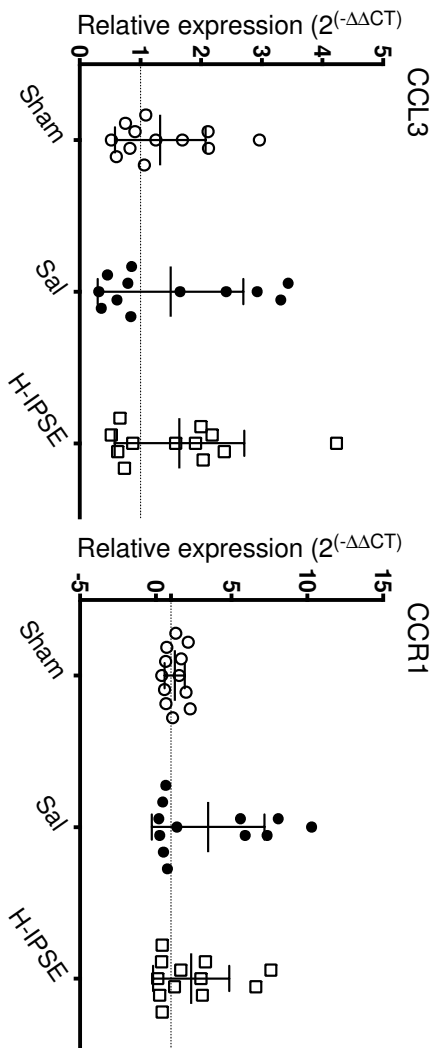 CCL3
Relative expression (2(-ΔΔCT)
5
4
3
2
1
0
Sham
Sal
H-IPSE
CCR1
Relative expression (2(-ΔΔCT)
15
10
5
0
-5
Sham
Sal
H-IPSE